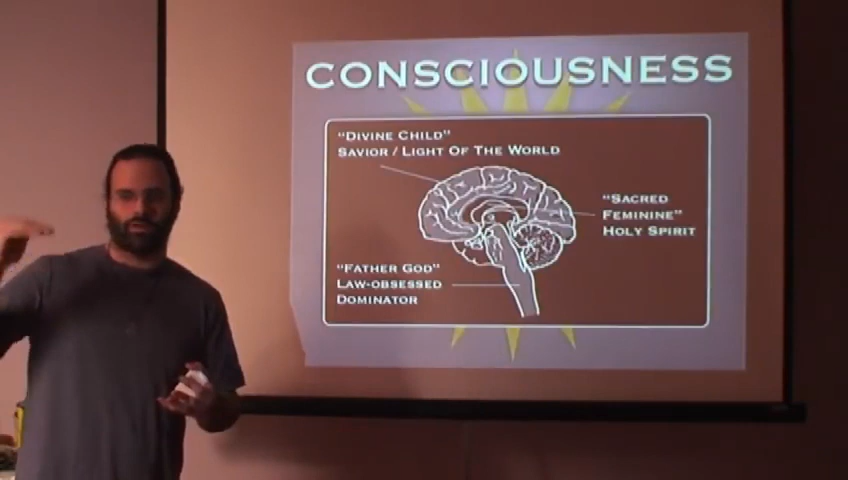 CONSCIOUSNESS
"DIVINE CHILD"
SAVIOR / LIGHT OF THE WORLD
"SACRED
FEMININE"
HOLY SPIRIT
"FATHER GOD"
LAW-OBSESSED
DOMINATOR